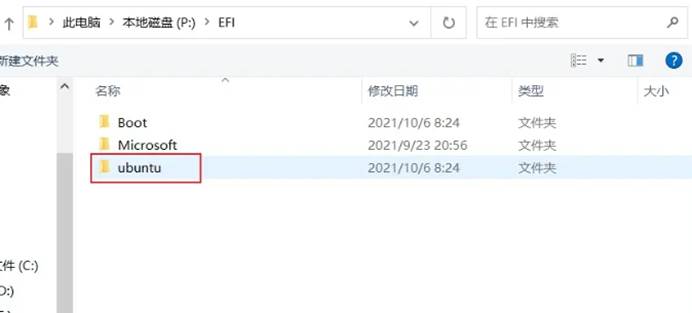 此电脑 > 本地磁盘 (P:) > EFI 在 EFI 中搜索
新建文件夹
名称 修改日期 类型 大小
Boot 2021/10/6 8:24 文件夹
Microsoft 2021/9/23 20:56 文件夹
ubuntu 2021/10/6 8:24 文件夹
象
文件 (C:)
D:)